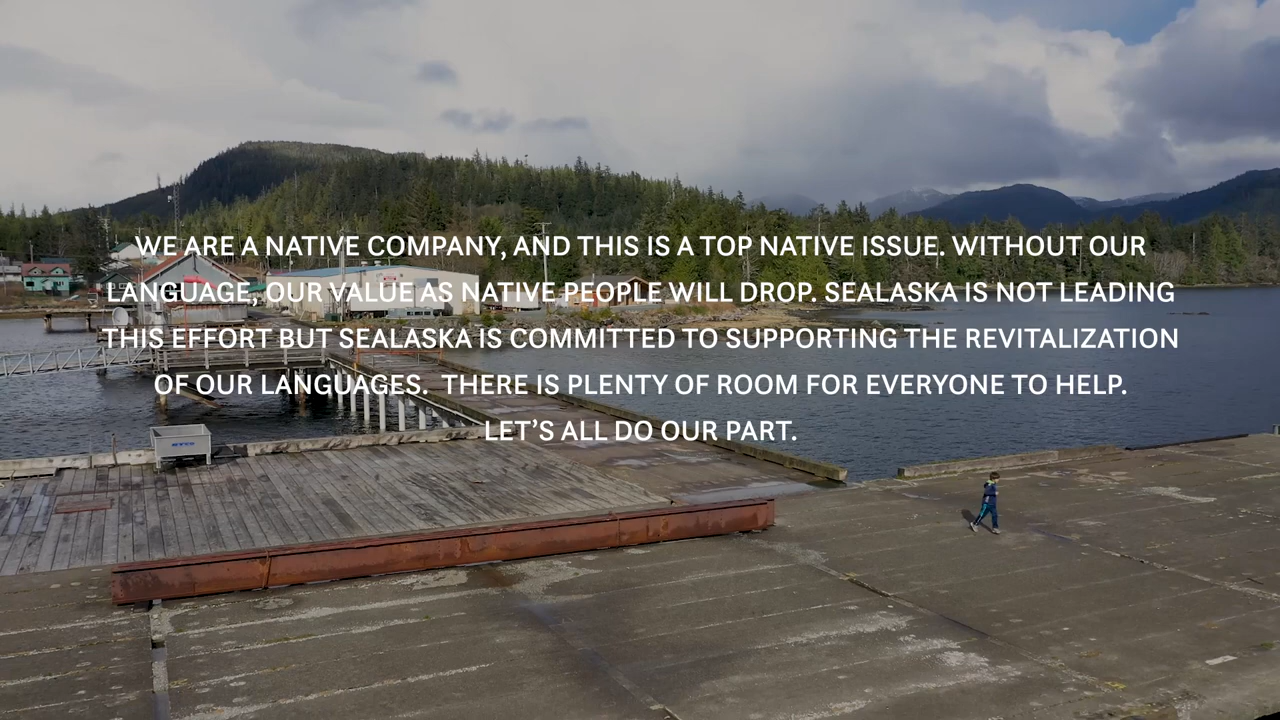 WE ARE A NATIVE COMPANY, AND THIS IS A TOP NATIVE ISSUE. WITHOUT OUR
LANGUAGE, OUR VALUE AS NATIVE PEOPLE WILL DROP. SEALASKA IS NOT LEADING
THIS EFFORT BUT SEALASKA IS COMMITTED TO SUPPORTING THE REVITALIZATION
OF OUR LANGUAGES.  THERE IS PLENTY OF ROOM FOR EVERYONE TO HELP.
LET'S ALL DO OUR PART.